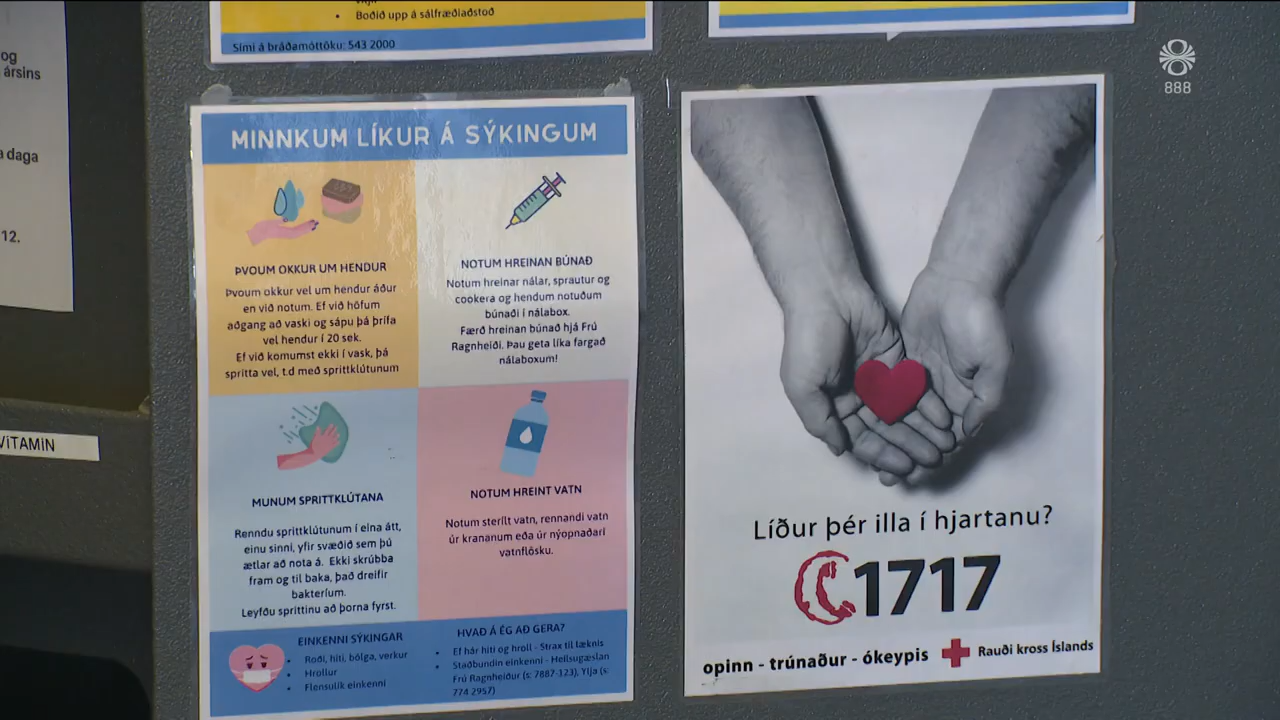 Boðið upp á sálfræðiaðstoð
Sími á bráðamóttöku: 543 2000
og
ársins
a daga
12.
VÍTAMÍN
888
MINNKUM LÍKUR Á SÝKINGUM
ÞVOUM OKKUR UM HENDUR
Þvoum okkur vel um hendur áður
en við notum. Ef við höfum
aðgang að vaski og sápu þá þrífa
vel hendur í 20 sek.
Ef við komumst ekki í vask, þá
spritta vel, t.d með sprittklútunum
NOTUM HREINAN BÚNAÐ
Notum hreinar nálar, sprautur og
cookera og hendum notuðum
búnaði í nálabox.
Færð hreinan búnað hjá Frú
Ragnheiði. Þau geta líka fargað
nálaboxum!
MUNUM SPRITTKLÚTANA
Renndu sprittklútunum í eina átt,
einu sinni, yfir svæðið sem þú
ætlar að nota á. Ekki skrúbba
fram og til baka, það dreifir
bakteríum.
Leyfðu sprittinu að þorna fyrst.
NOTUM HREINT VATN
Notum sterílt vatn, rennandi vatn
úr krananum eða úr nýopnaðari
vatnflösku.
EINKENNI SÝKINGAR
Roði, hiti, bólga, verkur
Hrollur
Flensulík einkenni
HVAÐ Á ÉG AÐ GERA?
Ef hár hiti og hroll - Strax til læknis
Staðbundin einkenni - Heilsugæslan
Frú Ragnheiður (s: 7887-123), Ylja (s:
774 2957)
Líður þér illa í hjartanu?
1717
opinn - trúnaður - ókeypis
Rauði kross Íslands